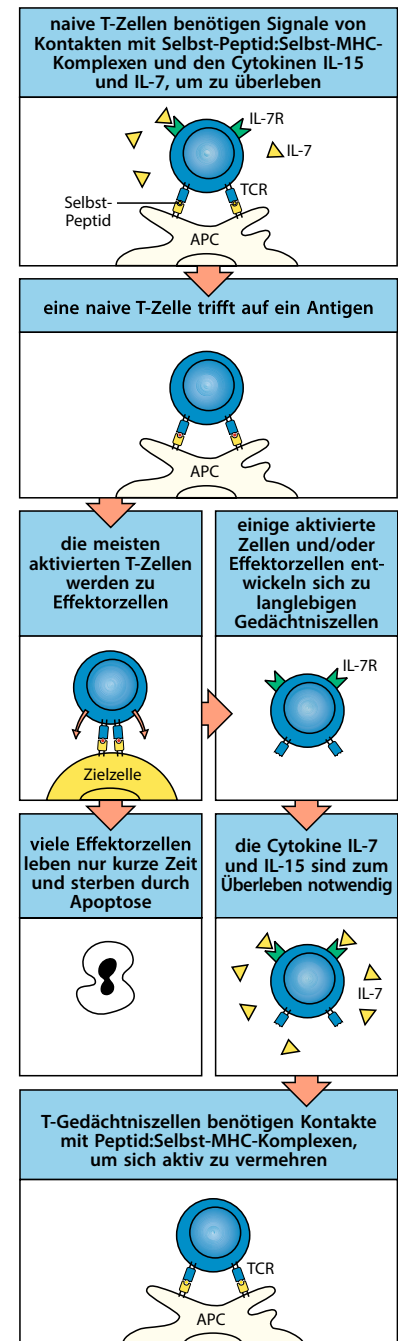 naive T-Zellen benötigen Signale von
Kontakten mit Selbst-Peptid:Selbst-MHC-
Komplexen und den Cytokinen IL-15
und IL-7, um zu überleben
IL-7R
IL-7
TCR
Selbst-
Peptid
APC
eine naive T-Zelle trifft auf ein Antigen
APC
die meisten
aktivierten T-Zellen
werden zu
Effektorzellen
Zielzelle
einige aktivierte
Zellen und/oder
Effektorzellen ent-
wickeln sich zu
langlebigen
Gedächtniszellen
IL-7R
viele Effektorzellen
leben nur kurze Zeit
und sterben durch
Apoptose
die Cytokine IL-7
und IL-15 sind zum
Überleben notwendig
IL-7
T-Gedächtniszellen benötigen Kontakte
mit Peptid:Selbst-MHC-Komplexen,
um sich aktiv zu vermehren
TCR
APC